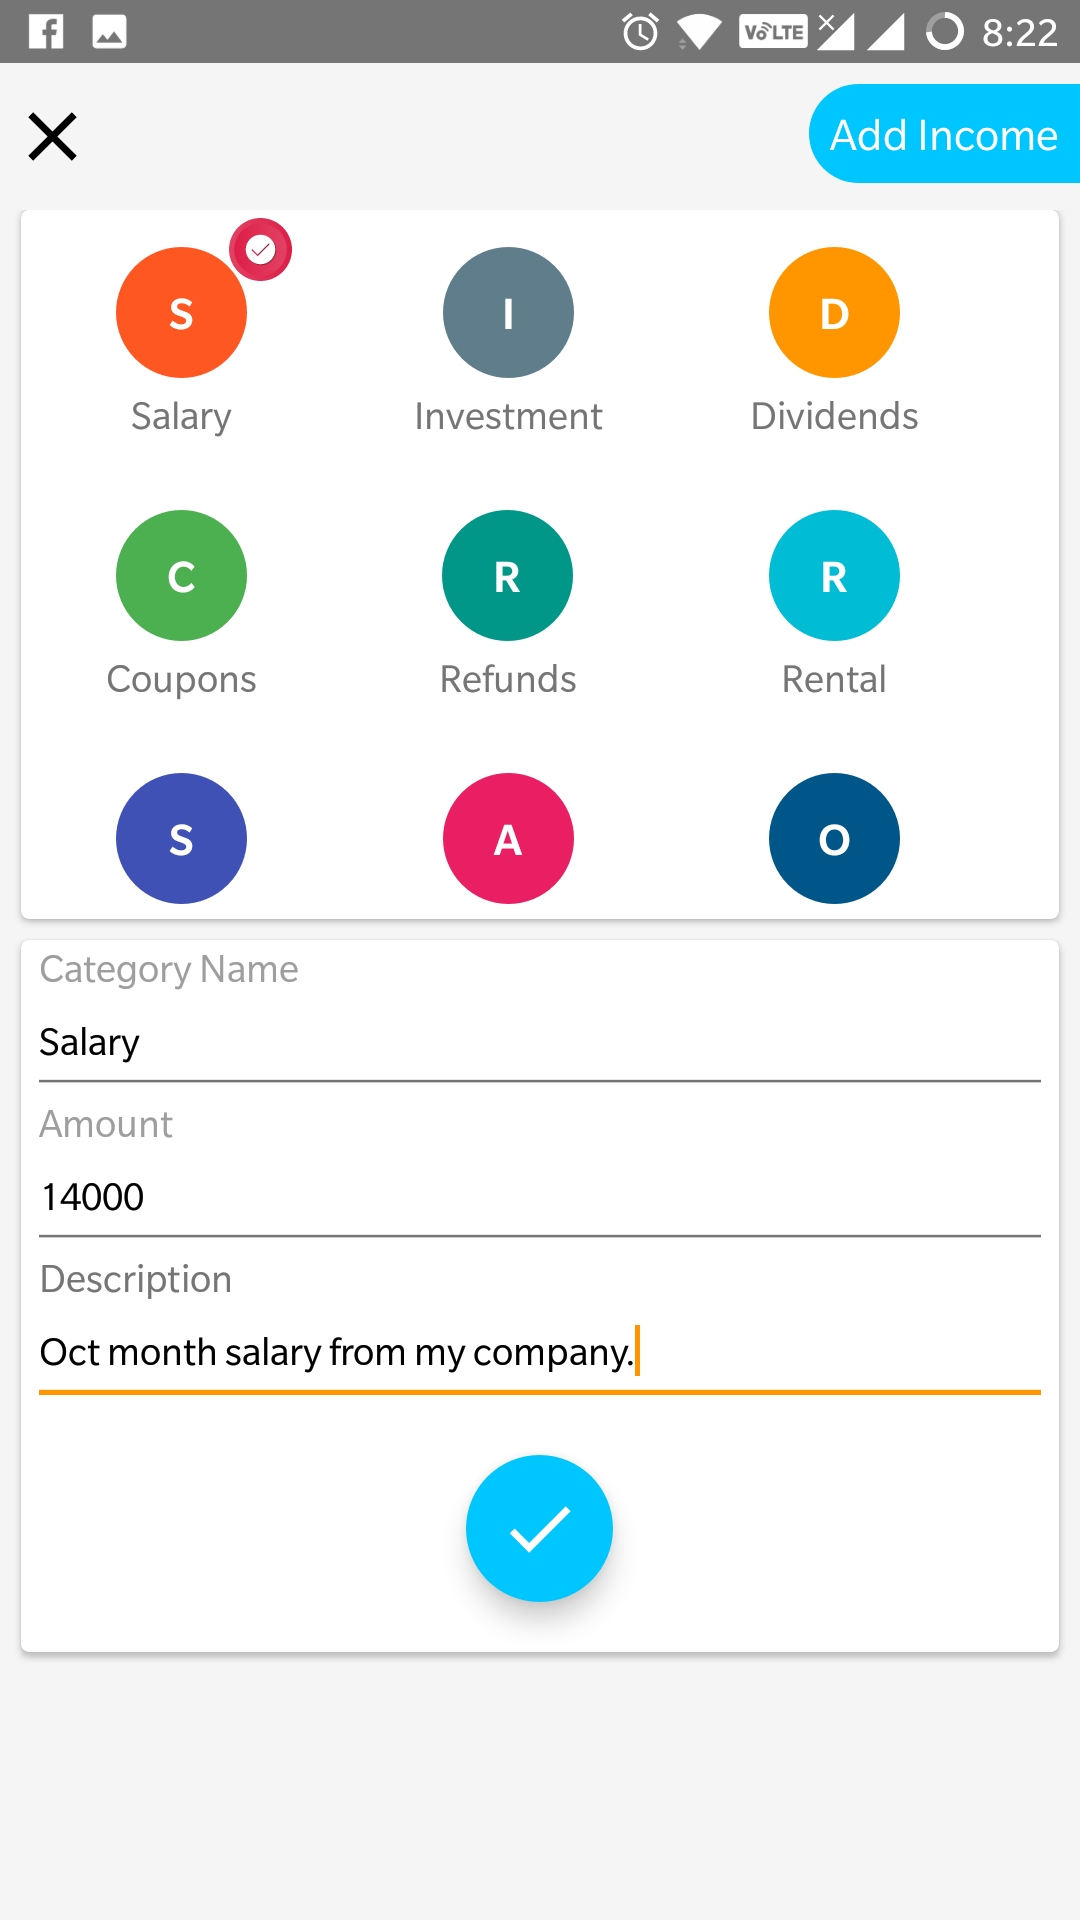 VoLTE 8:22
Add Income
S I D
Salary Investment Dividends
C R R
Coupons Refunds Rental
S A O
Category Name
Salary
Amount
14000
Description
Oct month salary from my company.